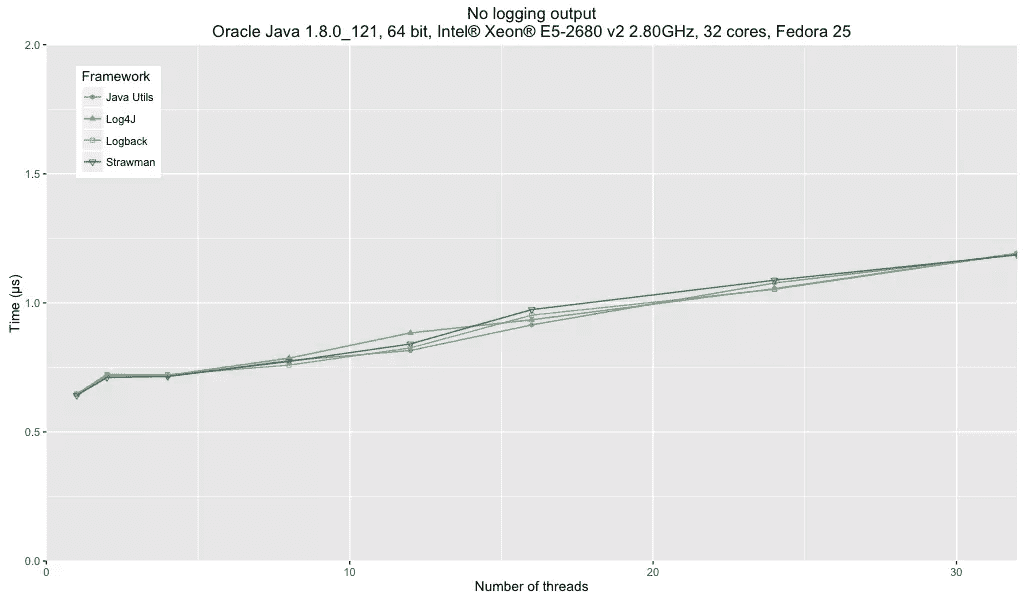 No logging output
Oracle Java 1.8.0_121, 64 bit, Intel® Xeon® E5-2680 v2 2.80GHz, 32 cores, Fedora 25
2.0
1.5
1.0
0.5
0.0
Time (µs)
Framework
Java Utils
Log4J
Logback
Strawman
0
10
20
30
Number of threads